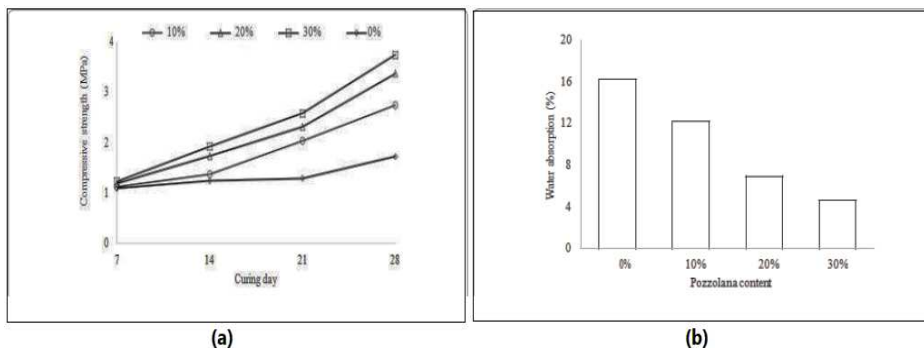 10% 20% 30% 0%
4
3
2
1
0
Compressive strength (MPa)
7 14 21 28
Curing day
(a)
20
16
12
8
4
0
Water absorption (%)
0% 10% 20% 30%
Pozzolana content
(b)